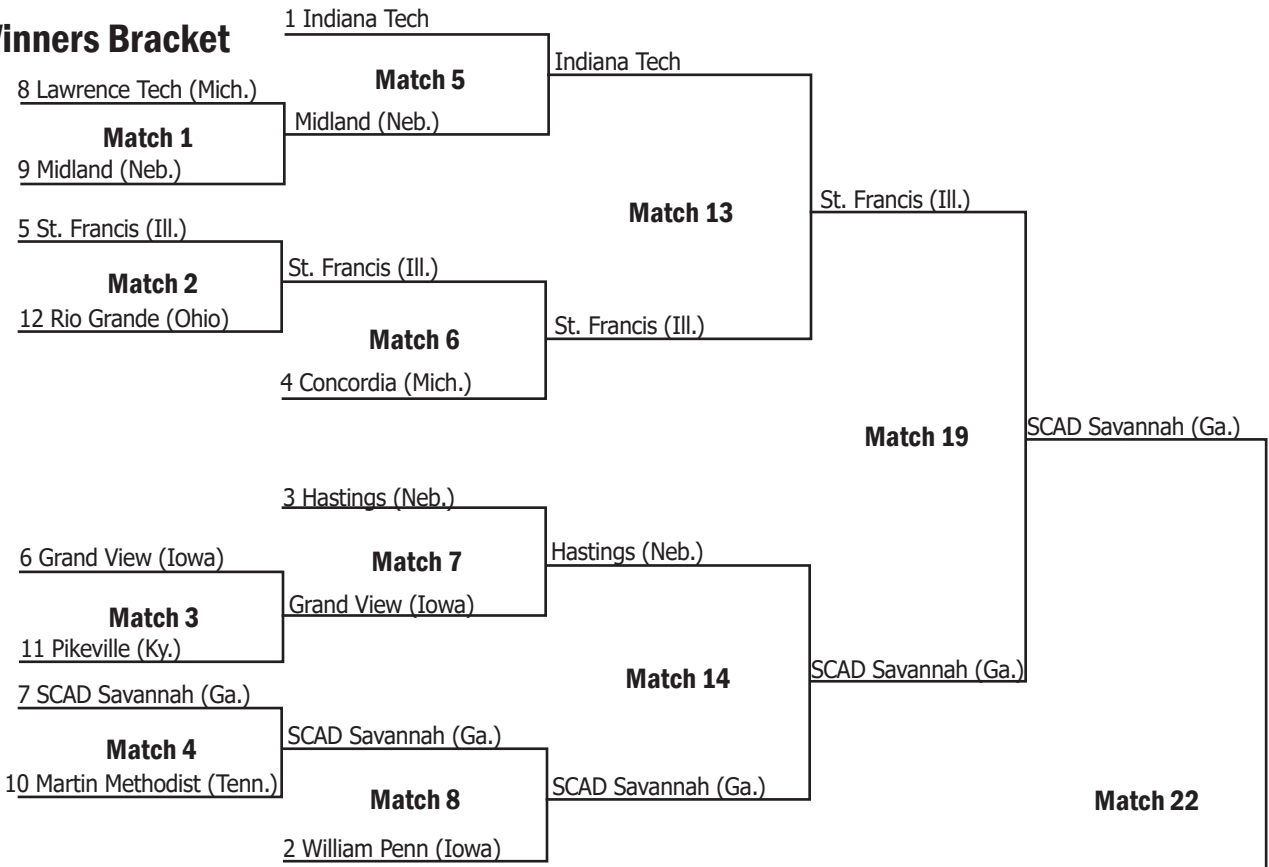 1 Indiana Tech
inners Bracket
Indiana Tech
8 Lawrence Tech (Mich.)
Match 5
Match 1
Midland (Neb.)
9 Midland (Neb.)
5 St. Francis (Ill.)
Match 13
St. Francis (Ill.)
Match 2
St. Francis (Ill.)
12 Rio Grande (Ohio)
St. Francis (Ill.)
Match 6
4 Concordia (Mich.)
Match 19
SCAD Savannah (Ga.)
3 Hastings (Neb.)
6 Grand View (Iowa)
Match 7
Hastings (Neb.)
Match 3
Grand View (Iowa)
11 Pikeville (Ky.)
Match 14
SCAD Savannah (Ga.)
7 SCAD Savannah (Ga.)
Match 4
SCAD Savannah (Ga.)
10 Martin Methodist (Tenn.)
Match 8
SCAD Savannah (Ga.)
Match 22
2 William Penn (Iowa)